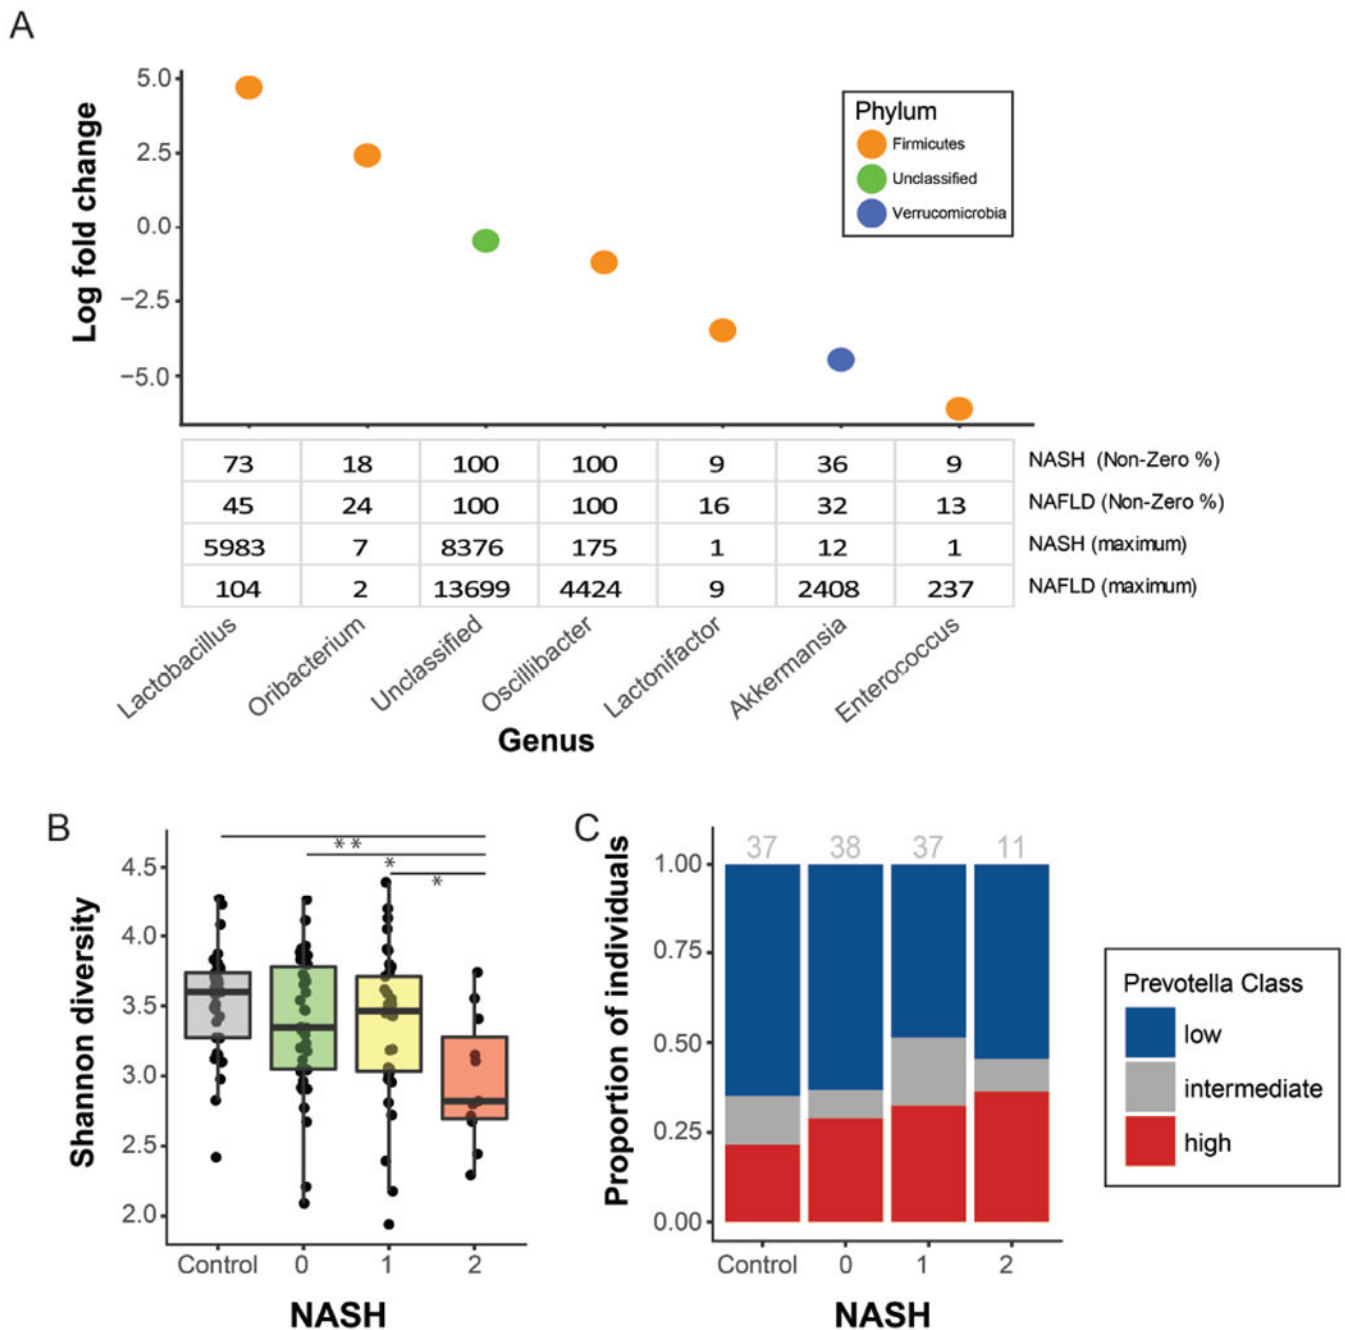 A
Log fold change
5.0
2.5
0.0
−2.5
−5.0
Phylum
Firmicutes
Unclassified
Verrucomicrobia
73 18 100 100 9 36 9 NASH (Non-Zero %)
45 24 100 100 16 32 13 NAFLD (Non-Zero %)
5983 7 8376 175 1 12 1 NASH (maximum)
104 2 13699 4424 9 2408 237 NAFLD (maximum)
Lactobacillus Oribacterium Unclassified Oscillibacter Lactonifactor Akkermansia Enterococcus
Genus
B
Shannon diversity
4.5
4.0
3.5
3.0
2.5
2.0
**
*
*
Control 0 1 2
NASH
C
Proportion of individuals
37 38 37 11
1.00
0.75
0.50
0.25
0.00
Control 0 1 2
NASH
Prevotella Class
low
intermediate
high